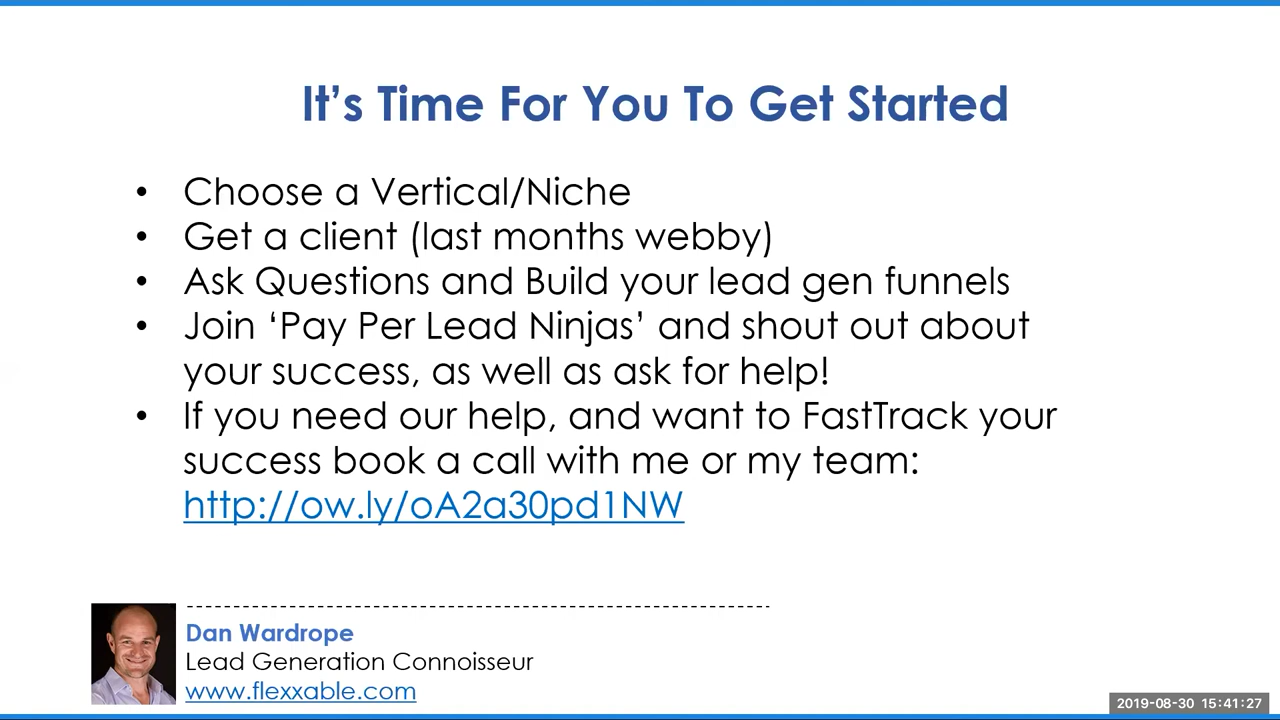 It's Time For You To Get Started
• Choose a Vertical/Niche
• Get a client (last months webby)
• Ask Questions and Build your lead gen funnels
• Join ‘Pay Per Lead Ninjas’ and shout out about
your success, as well as ask for help!
• If you need our help, and want to FastTrack your
success book a call with me or my team:
http://ow.ly/oA2a30pd1NW
Dan Wardrope
Lead Generation Connoisseur
www.flexxable.com
2019-08-30 15:41:27